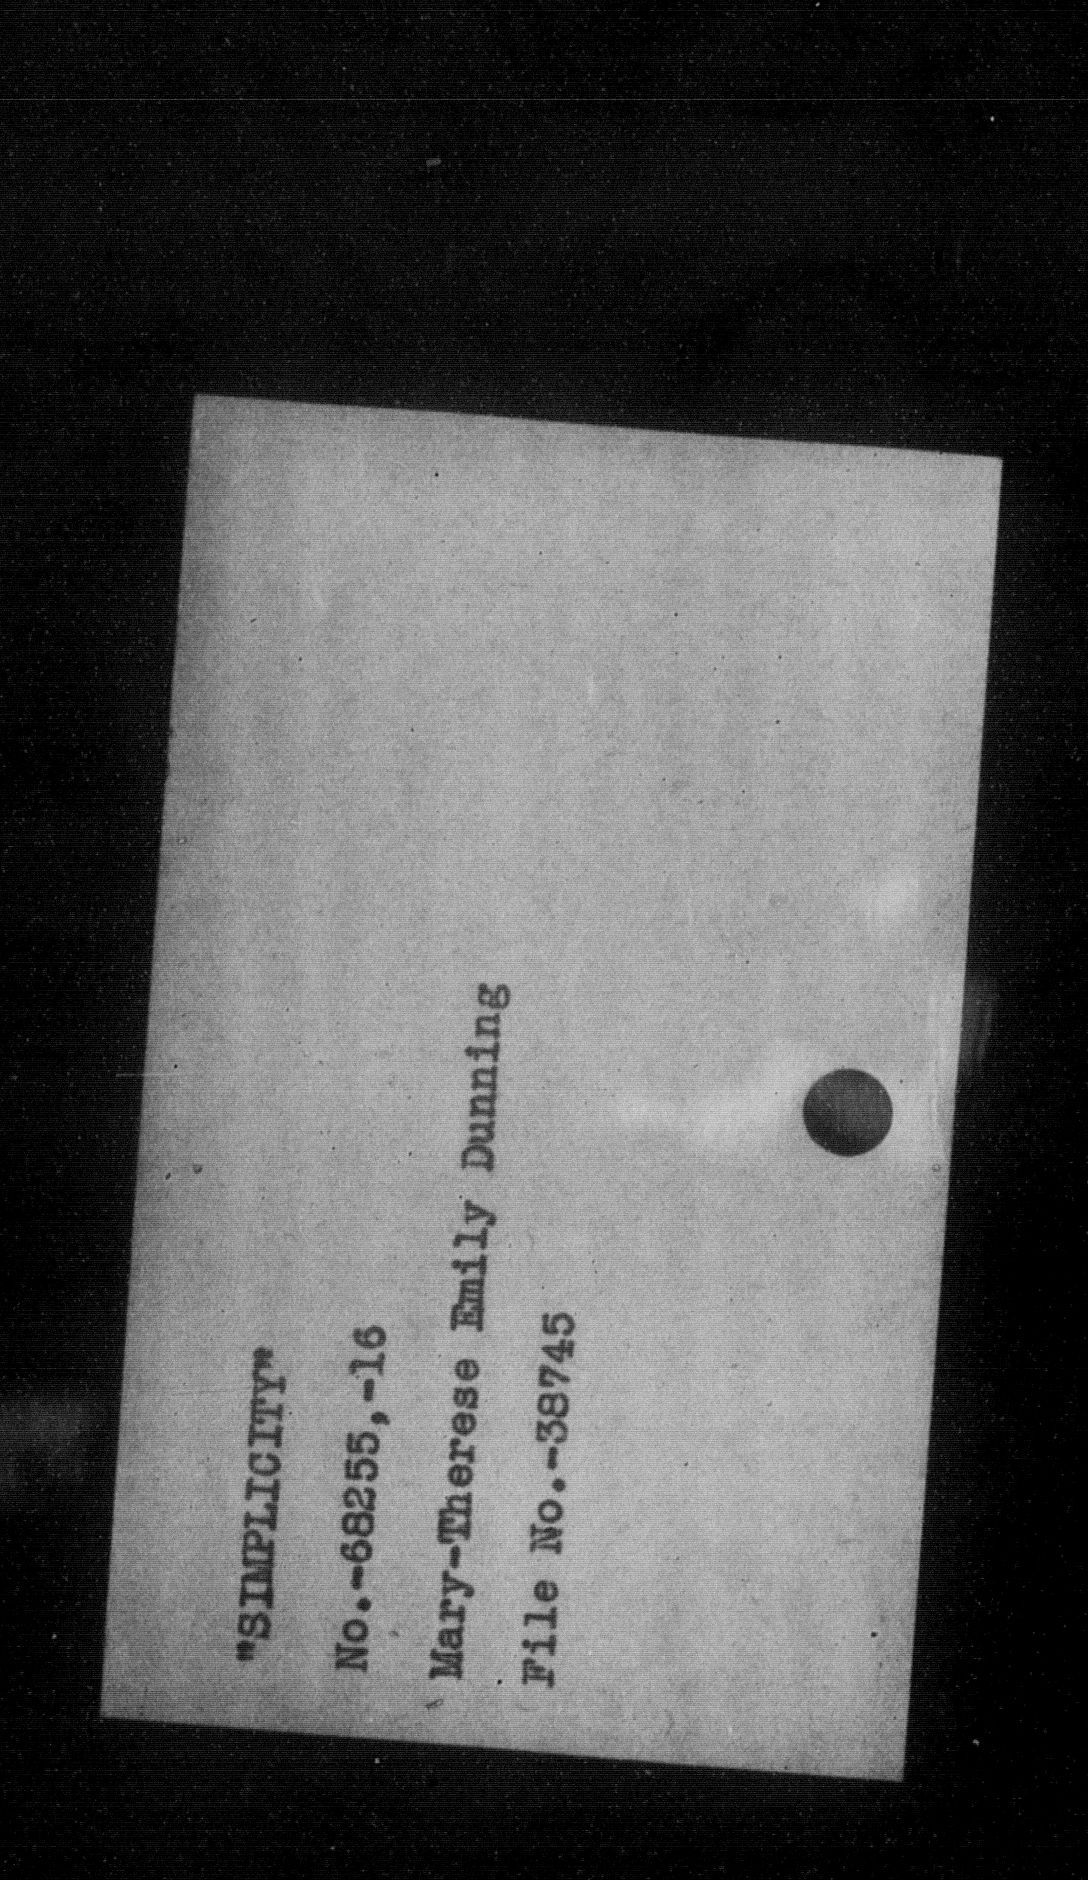 "SIMPLICITY"
No.-68255,-16
Mary-Therese Emily Dunning
File No.-38745